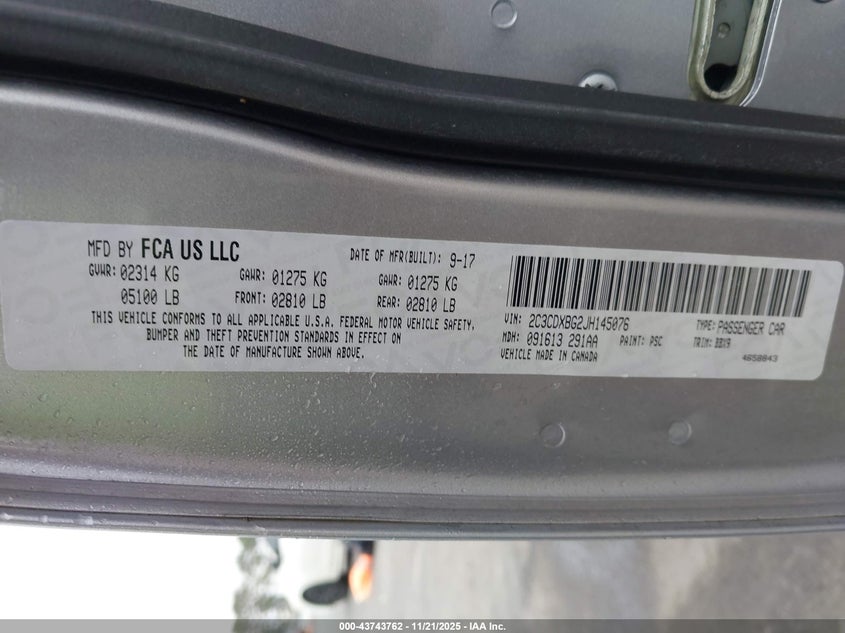 MFD BY FCA US LLC
DATE OF MFR(BUILT): 9-17
GVWR: 02314 KG
GAWR: 01275 KG
GAWR: 01275 KG
05100 LB
FRONT: 02810 LB
REAR: 02810 LB
THIS VEHICLE CONFORMS TO ALL APPLICABLE U.S.A. FEDERAL MOTOR VEHICLE SAFETY,
BUMPER AND THEFT PREVENTION STANDARDS IN EFFECT ON
THE DATE OF MANUFACTURE SHOWN ABOVE.
VIN: 2C3CDXBG2JH145076
TYPE: PASSENGER CAR
MDH: 091613 291AA
PAINT: PSC
TRIM: BBX9
VEHICLE MADE IN CANADA
4658843
000-43743762 - 11/21/2025 - IAA Inc.